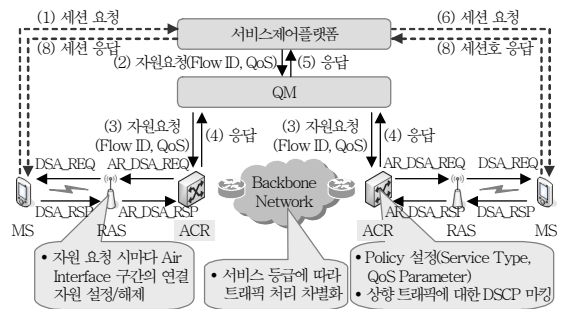 (1) 세션 요청
(6) 세션 요청
서비스제어플랫폼
(8) 세션 응답
(8) 세션호 응답
(2) 자원요청(Flow ID, QoS)
(5) 응답
QM
(3) 자원요청
(Flow ID, QoS)
(4) 응답
(3) 자원요청
(Flow ID, QoS)
(4) 응답
DSA_REQ
AR_DSA_REQ
AR_DSA_REQ
DSA_REQ
Backbone
Network
DSA_RSP
AR_DSA_RSP
AR_DSA_RSP
DSA_RSP
MS
RAS
ACR
ACR
RAS
MS
• 자원 요청 시마다 Air
Interface 구간의 연결
자원 설정/해제
• 서비스 등급에 따라
트래픽 처리 차별화
• Policy 설정(Service Type,
QoS Parameter)
• 상향 트래픽에 대한 DSCP 마킹